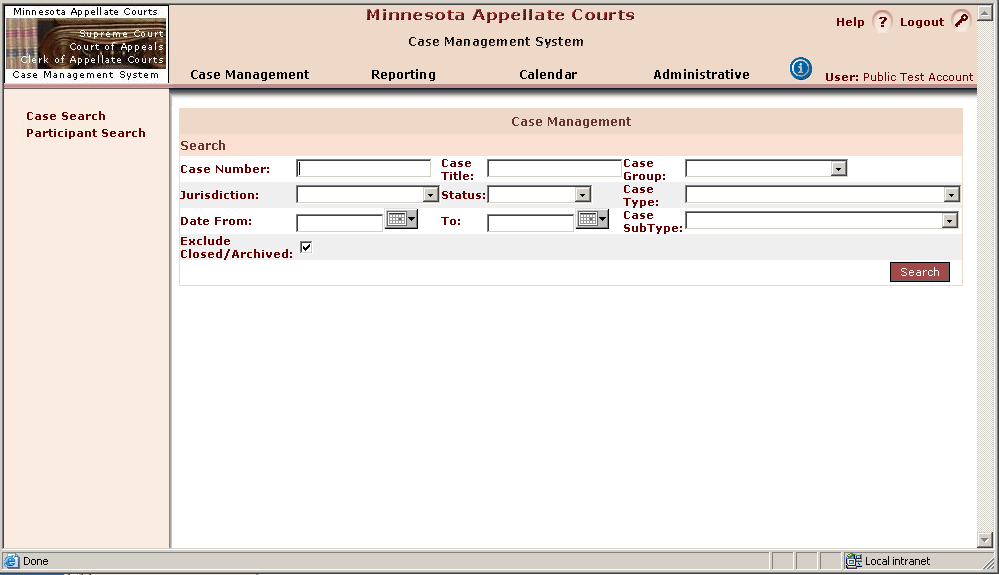 Minnesota Appellate Courts
Supreme Court
Court of Appeals
Clerk of Appellate Courts
Case Management System
Minnesota Appellate Courts
Case Management System
Help ? Logout
Case Management Reporting Calendar Administrative i User: Public Test Account
Case Search
Participant Search
Case Management
Search
Case Number: Case Title: Case Group:
Jurisdiction: Status: Case Type:
Date From: To: Case SubType:
Exclude Closed/Archived:
Search
Done Local intranet